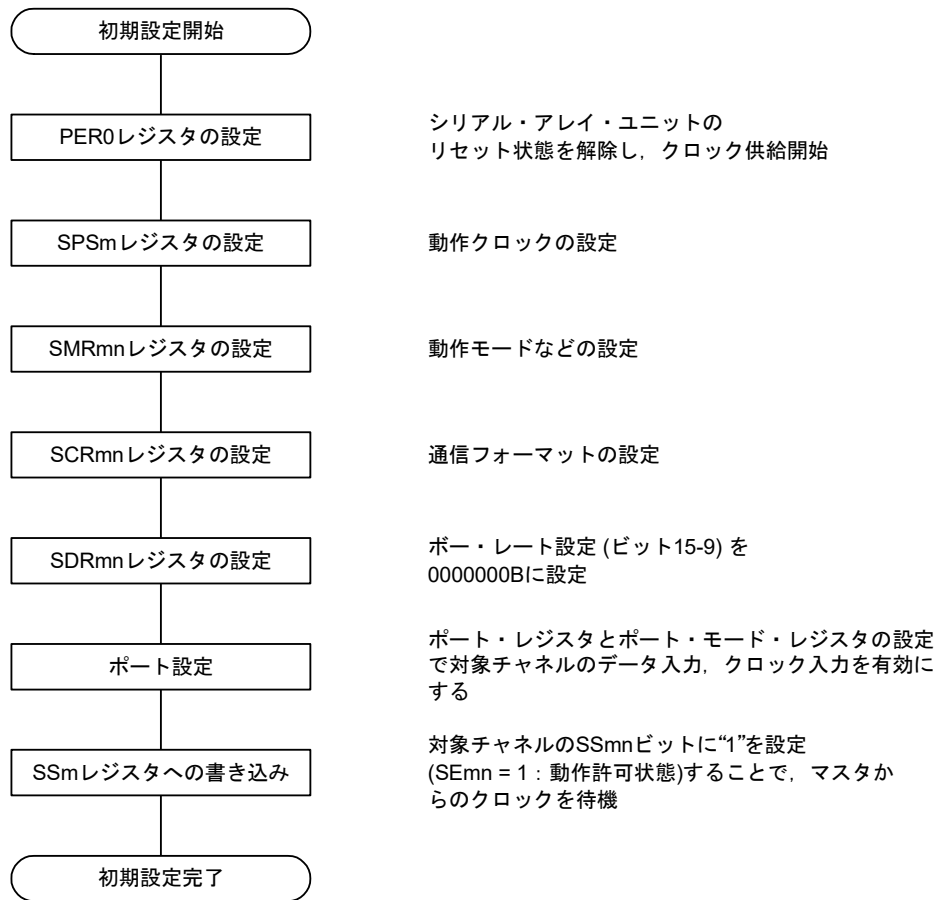 初期設定開始
PER0レジスタの設定
シリアル・アレイ・ユニットの
リセット状態を解除し，クロック供給開始
SPSmレジスタの設定
動作クロックの設定
SMRmnレジスタの設定
動作モードなどの設定
SCRmnレジスタの設定
通信フォーマットの設定
SDRmnレジスタの設定
ボー・レート設定 (ビット15-9) を
0000000Bに設定
ポート設定
ポート・レジスタとポート・モード・レジスタの設定
で対象チャネルのデータ入力，クロック入力を有効に
する
SSmレジスタへの書き込み
対象チャネルのSSmnビットに“1”を設定
(SEmn = 1：動作許可状態)することで，マスタか
らのクロックを待機
初期設定完了